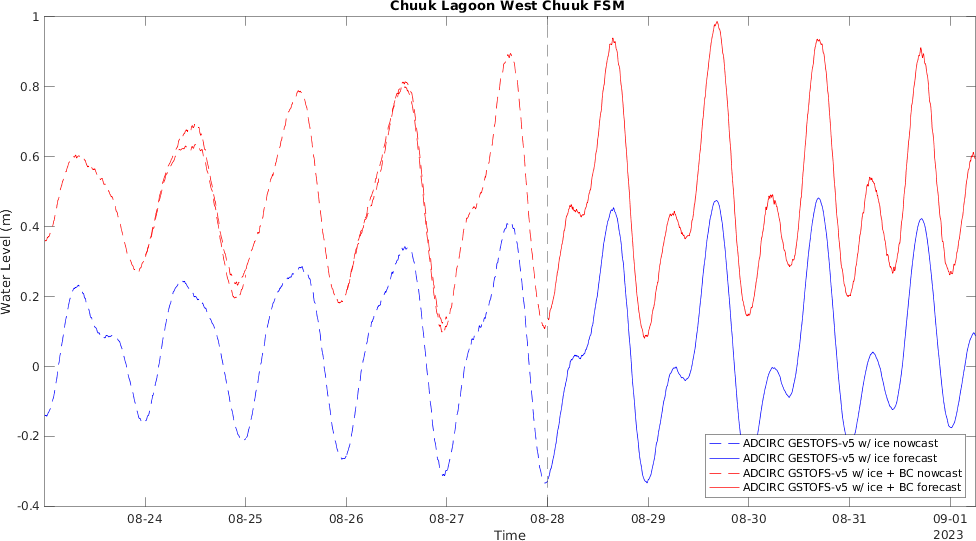 Chuuk Lagoon West Chuuk FSM
1
0.8
0.6
0.4
0.2
0
-0.2
-0.4
Water Level (m)
ADCIRC GESTOFS-v5 w/ ice nowcast
ADCIRC GESTOFS-v5 w/ ice forecast
ADCIRC GSTOFS-v5 w/ ice + BC nowcast
ADCIRC GSTOFS-v5 w/ ice + BC forecast
08-24 08-25 08-26 08-27 08-28 08-29 08-30 08-31 09-01
2023
Time